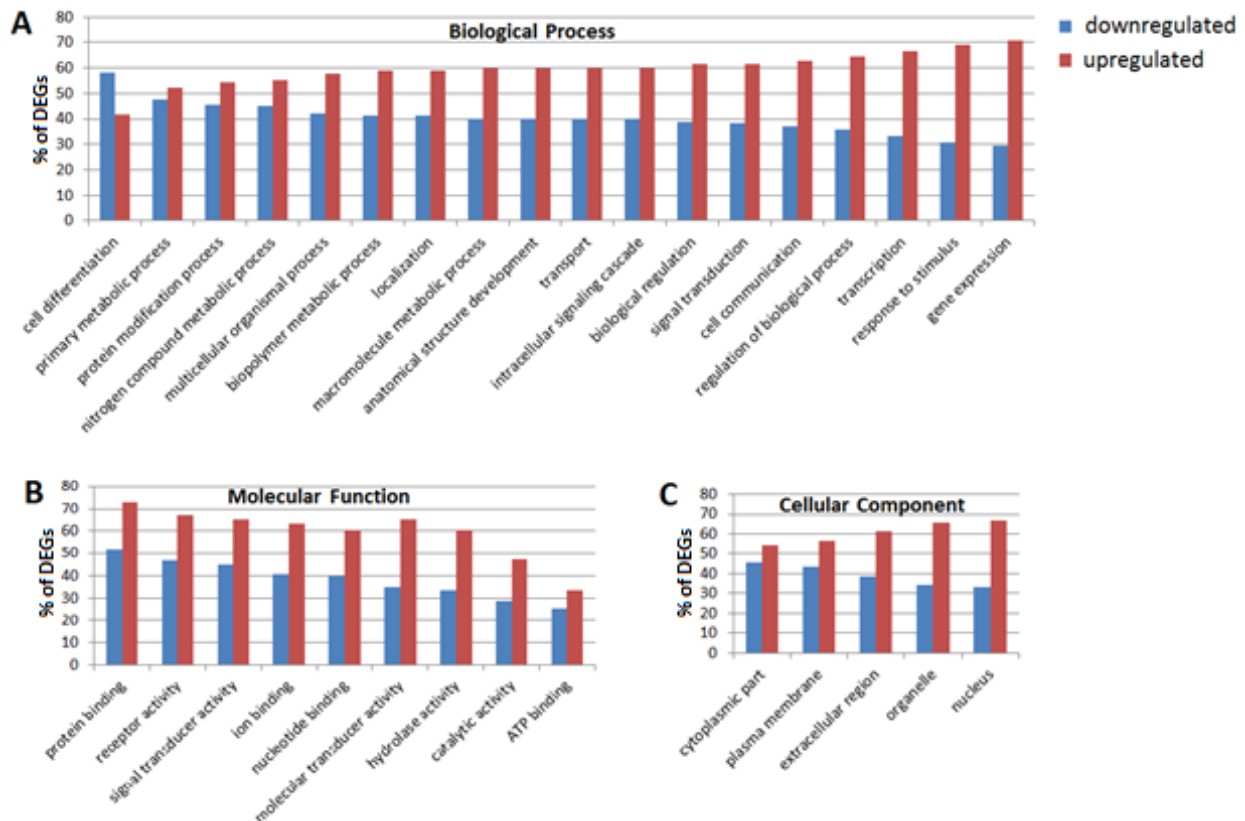 A
Biological Process
downregulated
upregulated
% of DEGs
80
70
60
50
40
30
20
10
0
cell differentiation
primary metabolic process
protein modification process
nitrogen compound metabolic process
multicellular organismal process
biopolymer metabolic process
localization
macromolecule metabolic process
anatomical structure development
transport
intracellular signaling cascade
biological regulation
signal transduction
cell communication
regulation of biological process
transcription
response to stimulus
gene expression
B
Molecular Function
% of DEGs
80
70
60
50
40
30
20
10
0
protein binding
receptor activity
signal transducer activity
ion binding
nucleotide binding
molecular transducer activity
hydrolase activity
catalytic activity
ATP binding
C
Cellular Component
% of DEGs
80
70
60
50
40
30
20
10
0
cytoplasmic part
plasma membrane
extracellular region
organelle
nucleus